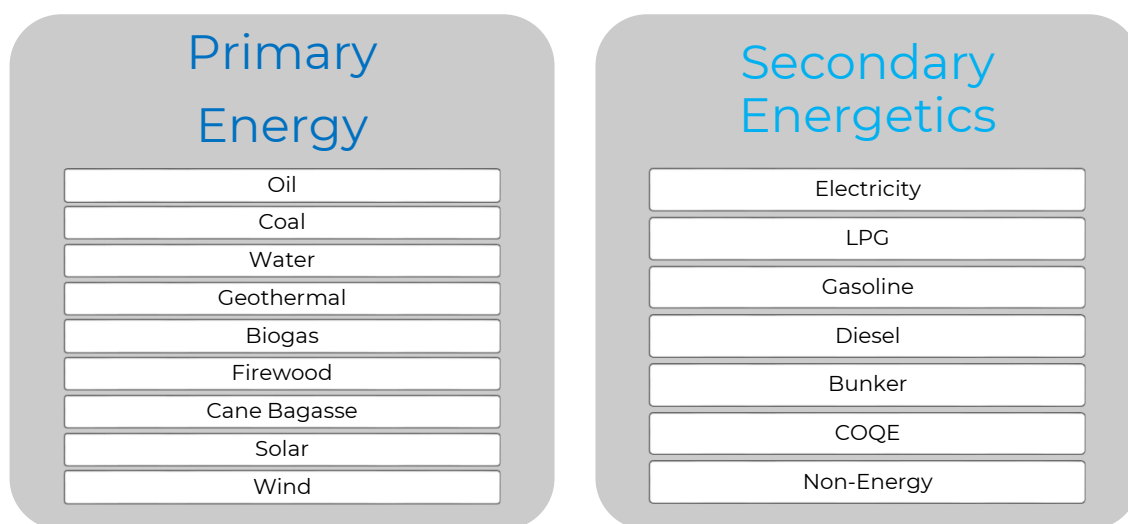 Primary
Energy
Oil
Coal
Water
Geothermal
Biogas
Firewood
Cane Bagasse
Solar
Wind
Secondary
Energetics
Electricity
LPG
Gasoline
Diesel
Bunker
COQE
Non-Energy